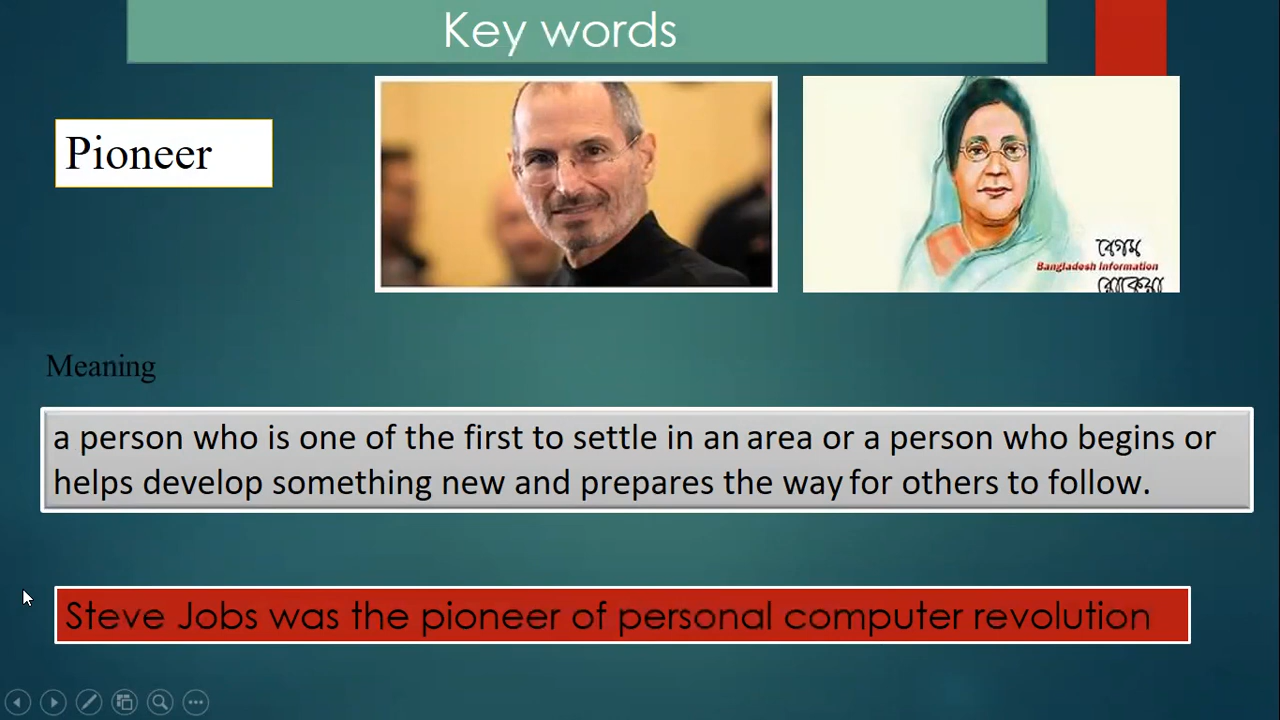 Key words
Pioneer
বেগম
Bangladesh Information
রোকেয়া
Meaning
a person who is one of the first to settle in an area or a person who begins or
helps develop something new and prepares the way for others to follow.
Steve Jobs was the pioneer of personal computer revolution